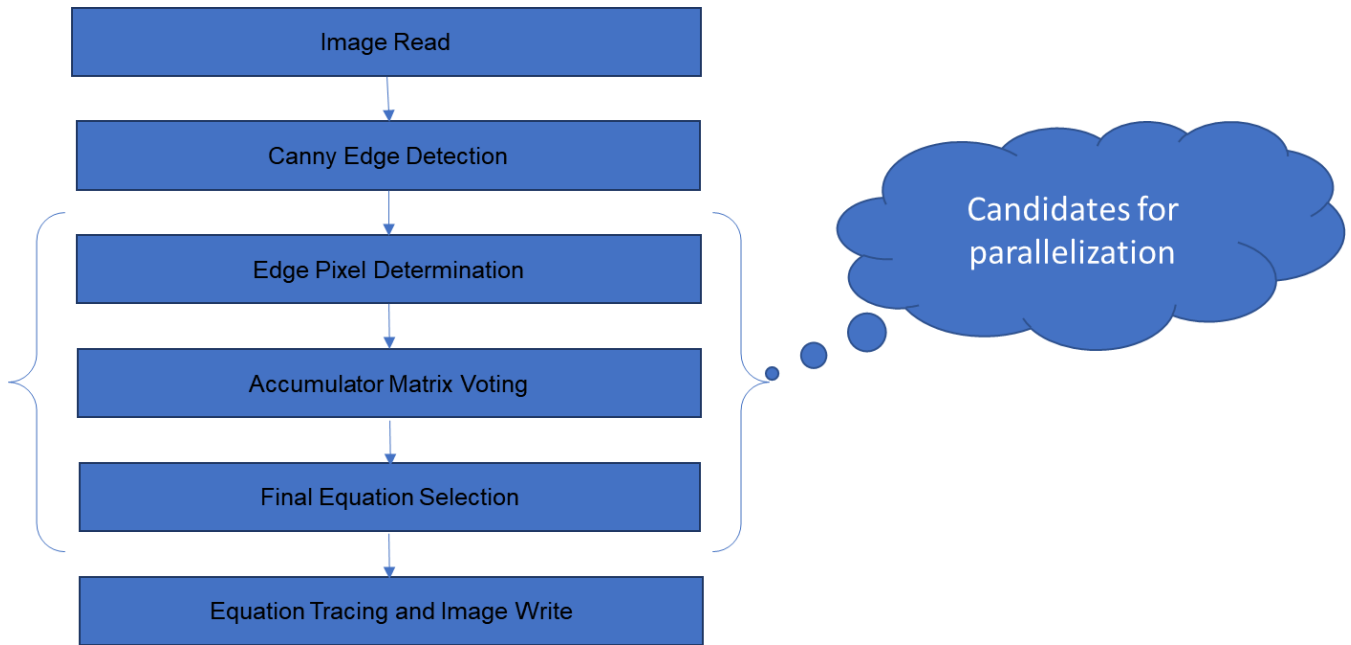 Image Read
Canny Edge Detection
Edge Pixel Determination
Accumulator Matrix Voting
Final Equation Selection
Equation Tracing and Image Write
Candidates for
parallelization